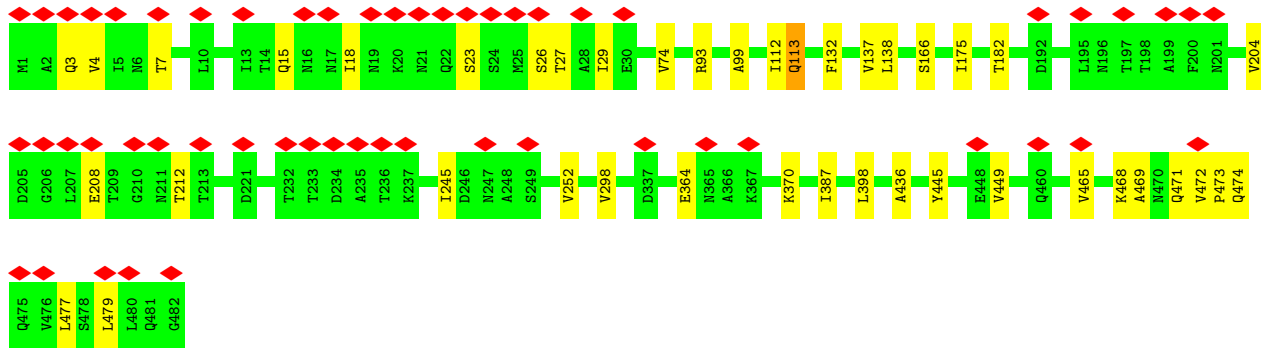 M1 A2 Q3 V4 I5 N6 T7 L10 I13 T14 Q15 N16 N17 I18 N19 K20 N21 Q22 S23 S24 M25 S26 T27 A28 I29 E30 V74 R93 A99 I112 Q113 F132 V137 L138 S166 I175 T182 D192 L195 N196 T197 T198 A199 F200 N201 V204
D205 G206 L207 E208 T209 G210 N211 T212 T213 D221 T232 T233 D234 A235 T236 K237 I245 D246 N247 A248 S249 V252 V298 D337 E364 N365 A366 K367 K370 I387 L398 A436 Y445 E448 V449 Q460 V465 K468 A469 N470 Q471 V472 P473 Q474
Q475 V476 L477 S478 L479 L480 Q481 G482